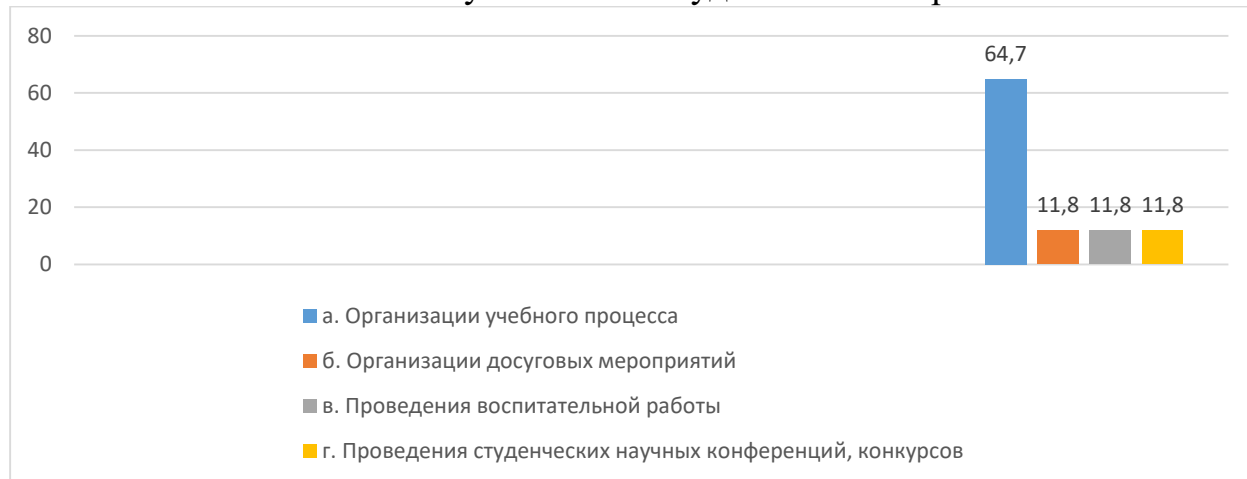 80
64,7
60
40
20
11,8 11,8 11,8
0
а. Организации учебного процесса
б. Организации досуговых мероприятий
в. Проведения воспитательной работы
г. Проведения студенческих научных конференций, конкурсов